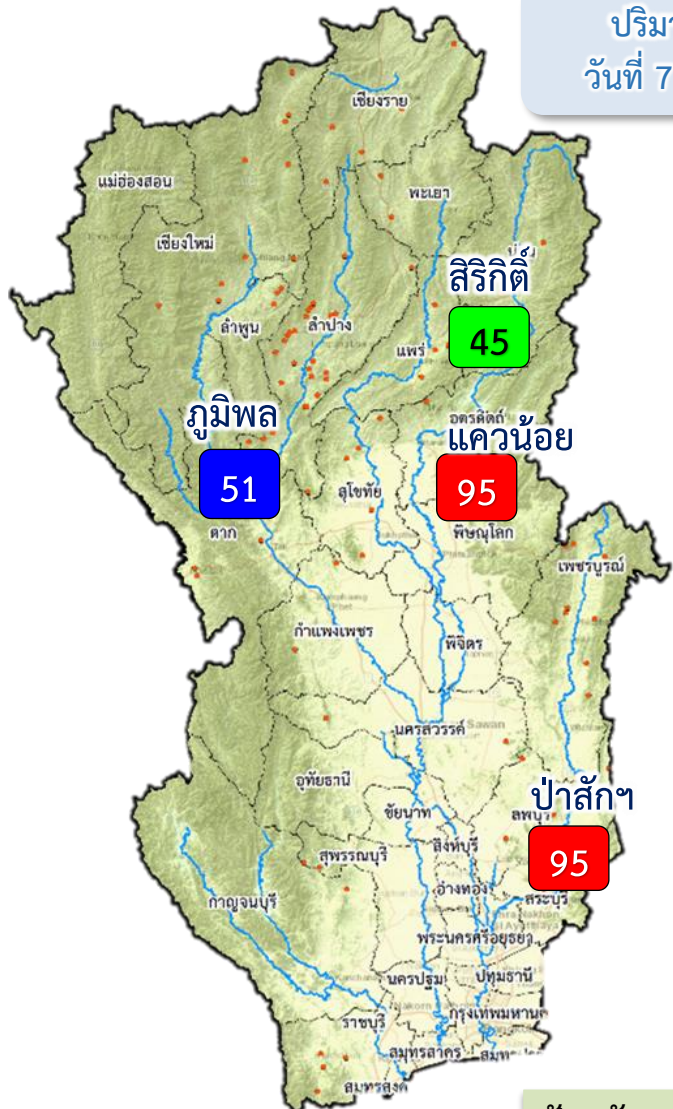 ปริมา
วันที่ 7
เชียงราย
แม่ฮ่องสอน
พะเยา
เชียงใหม่
น่าน
สิริกิติ์
45
ลำพูน
ลำปาง
แพร่
ภูมิพล
51
อุตรดิตถ์
แควน้อย
95
สุโขทัย
ตาก
พิษณุโลก
เพชรบูรณ์
กำแพงเพชร
พิจิตร
นครสวรรค์
Sawan
อุทัยธานี
ป่าสักฯ
95
ชัยนาท
ลพบุรี
สิงห์บุรี
สุพรรณบุรี
อ่างทอง
สระบุรี
กาญจนบุรี
พระนครศรีอยุธยา
นครปฐม
ปทุมธานี
กรุงเทพมหานค
ราชบุรี
สมุทรสาคร
สมุทรสงค